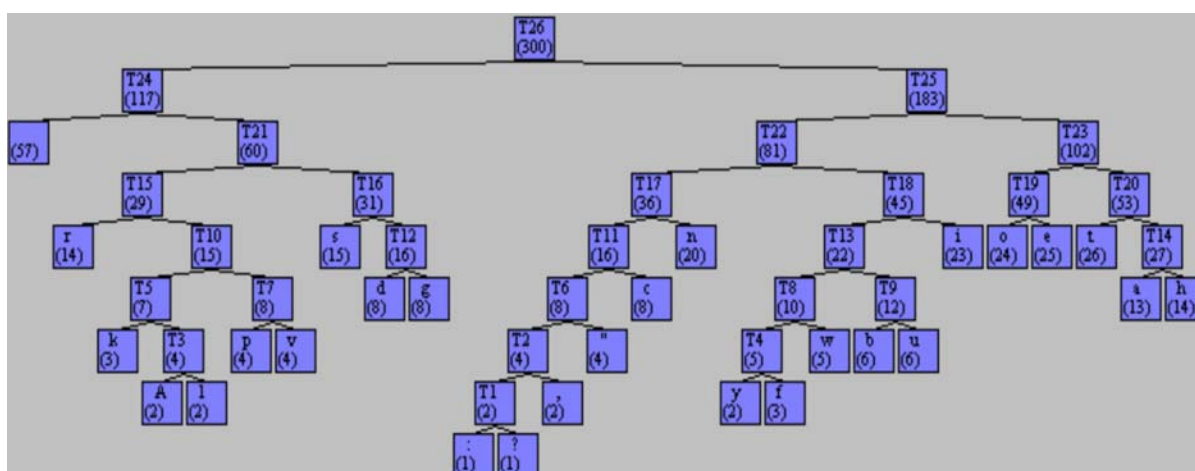 T26
(300)
T24
(117)
T25
(183)
(57)
T21
(60)
T22
(81)
T23
(102)
T15
(29)
T16
(31)
T17
(36)
T18
(45)
T19
(49)
T20
(53)
r
(14)
T10
(15)
s
(15)
T12
(16)
T11
(16)
n
(20)
T13
(22)
i
(23)
o
(24)
e
(25)
t
(26)
T14
(27)
T5
(7)
T7
(8)
d
(8)
g
(8)
T6
(8)
c
(8)
T8
(10)
T9
(12)
a
(13)
h
(14)
k
(3)
T3
(4)
p
(4)
v
(4)
T2
(4)
"
(4)
T4
(5)
w
(5)
b
(6)
u
(6)
A
(2)
l
(2)
T1
(2)
,
(2)
y
(2)
f
(3)
:
(1)
?
(1)